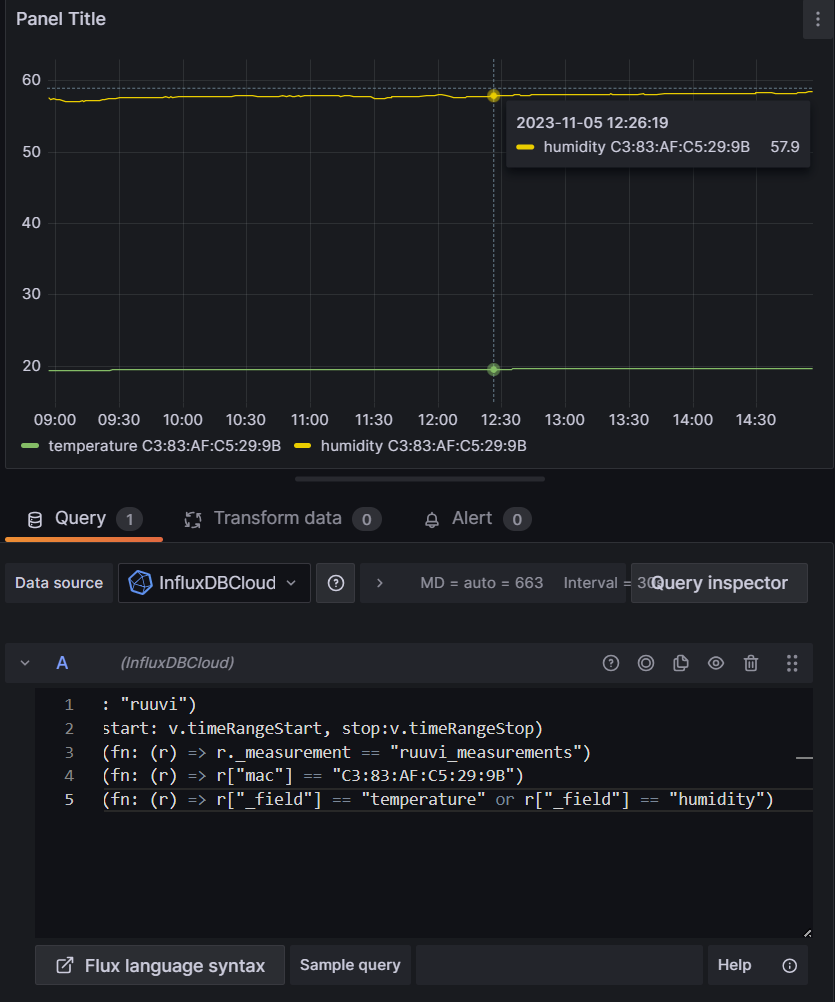 Panel Title
60
50
40
30
20
2023-11-05 12:26:19
humidity C3:83:AF:C5:29:9B 57.9
09:00 09:30 10:00 10:30 11:00 11:30 12:00 12:30 13:00 13:30 14:00 14:30
temperature C3:83:AF:C5:29:9B humidity C3:83:AF:C5:29:9B
Query 1 Transform data 0 Alert 0
Data source InfluxDBCloud MD = auto = 663 Interval = Query inspector
A (InfluxDBCloud)
1 : "ruuvi")
2 start: v.timeRangeStart, stop:v.timeRangeStop)
3 (fn: (r) => r._measurement == "ruuvi_measurements")
4 (fn: (r) => r["mac"] == "C3:83:AF:C5:29:9B")
5 (fn: (r) => r["_field"] == "temperature" or r["_field"] == "humidity")
Flux language syntax Sample query Help